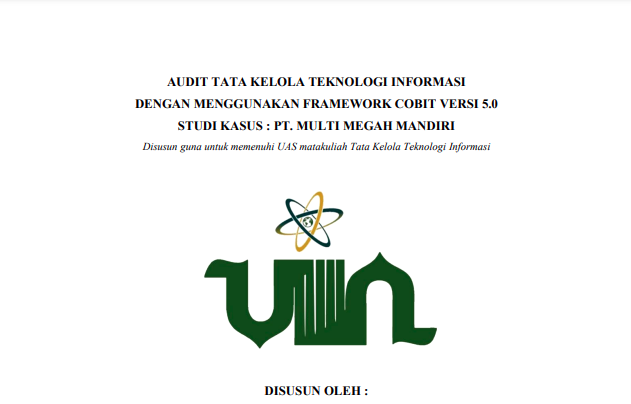 AUDIT TATA KELOLA TEKNOLOGI INFORMASI
DENGAN MENGGUNAKAN FRAMEWORK COBIT VERSI 5.0
STUDI KASUS : PT. MULTI MEGAH MANDIRI
Disusun guna untuk memenuhi UAS matakuliah Tata Kelola Teknologi Informasi
UIN
DISUSUN OLEH :